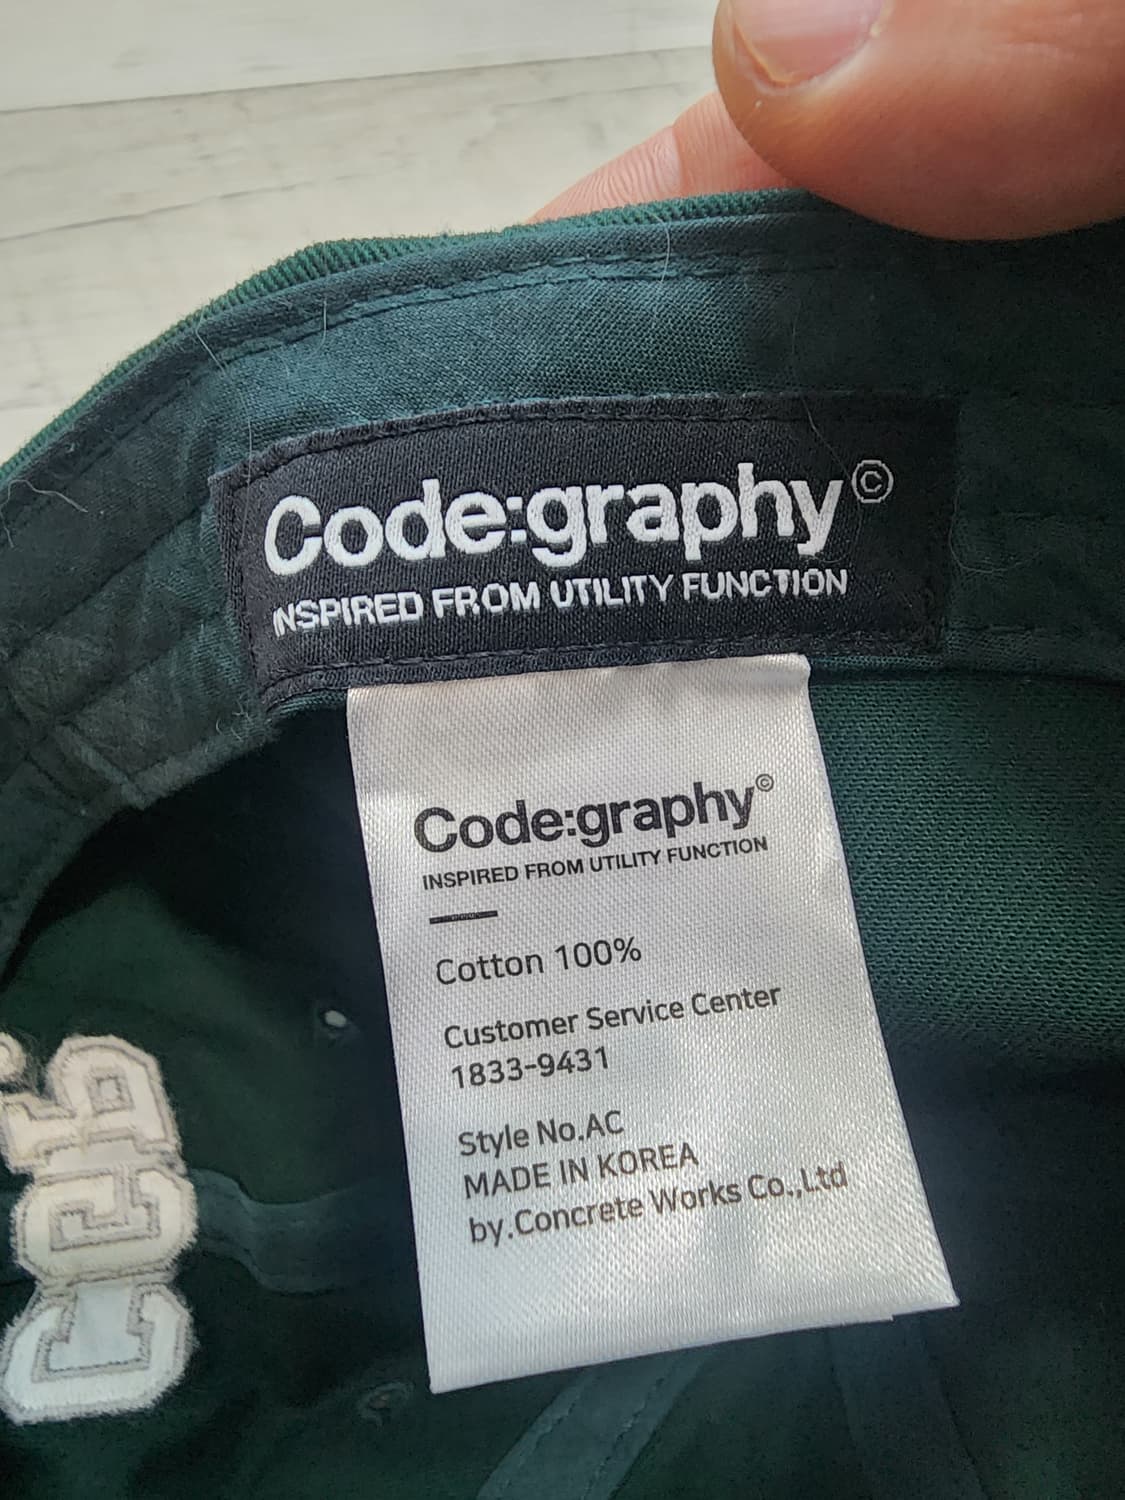 Code:graphy©
INSPIRED FROM UTILITY FUNCTION
Code:graphy©
INSPIRED FROM UTILITY FUNCTION
Cotton 100%
Customer Service Center
1833-9431
Style No.AC
MADE IN KOREA
by.Concrete Works Co.,Ltd